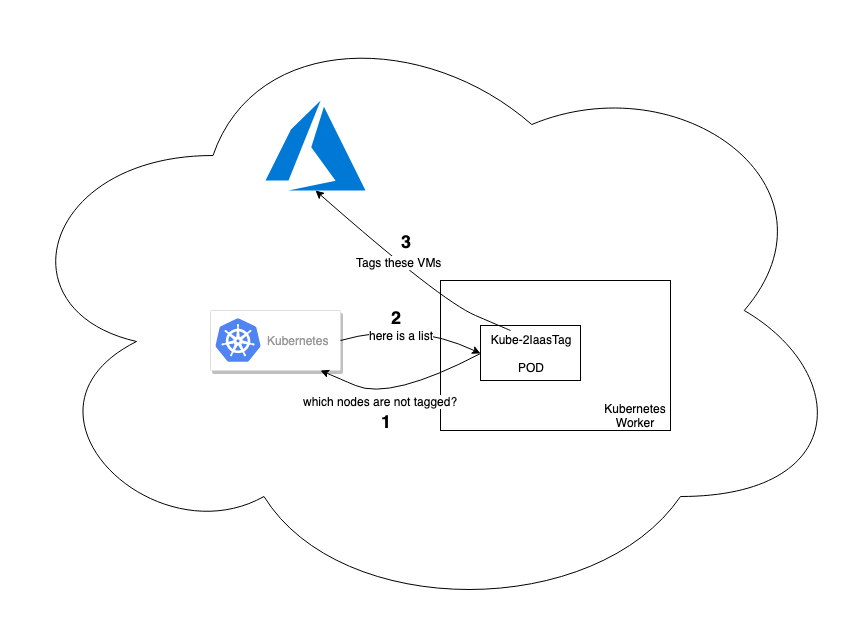 3
Tags these VMs
2
here is a list
Kubernetes
Kube-2IaasTag
POD
which nodes are not tagged?
1
Kubernetes
Worker